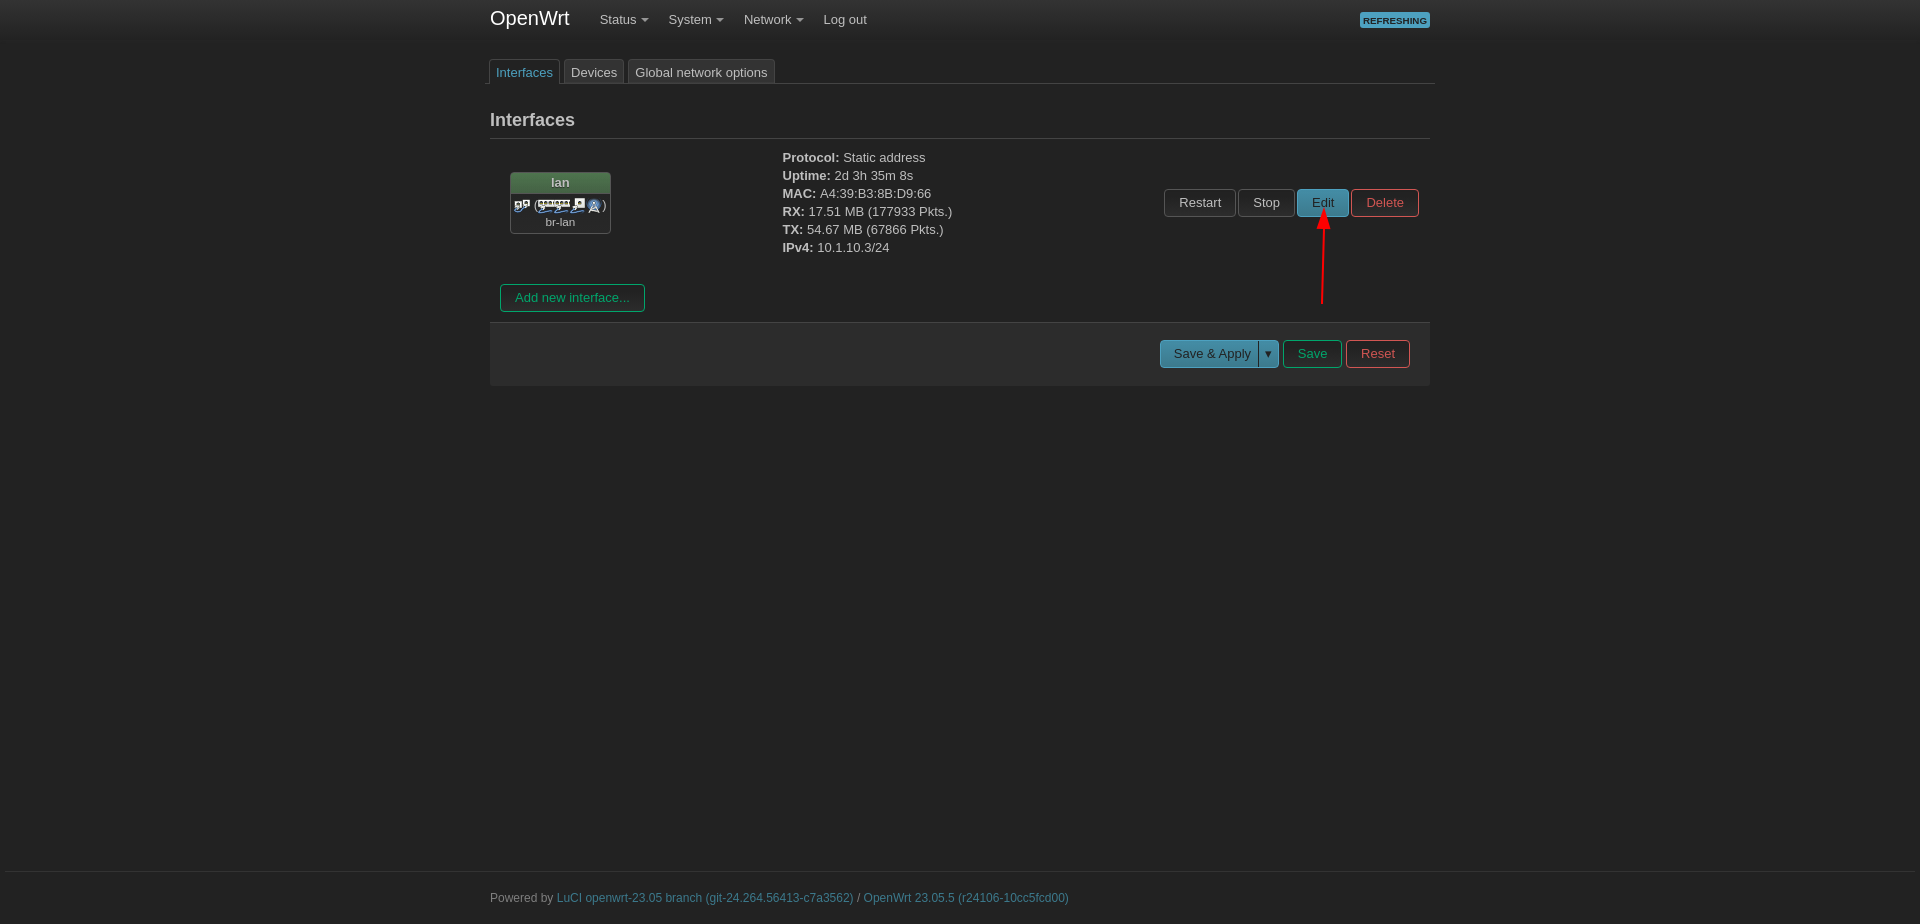 OpenWrt Status System Network Log out REFRESHING
Interfaces Devices Global network options
Interfaces
lan
( )
br-lan
Protocol: Static address
Uptime: 2d 3h 35m 8s
MAC: A4:39:B3:8B:D9:66
RX: 17.51 MB (177933 Pkts.)
TX: 54.67 MB (67866 Pkts.)
IPv4: 10.1.10.3/24
Restart Stop Edit Delete
Add new interface...
Save & Apply ▾ Save Reset
Powered by LuCI openwrt-23.05 branch (git-24.264.56413-c7a3562) / OpenWrt 23.05.5 (r24106-10cc5fcd00)